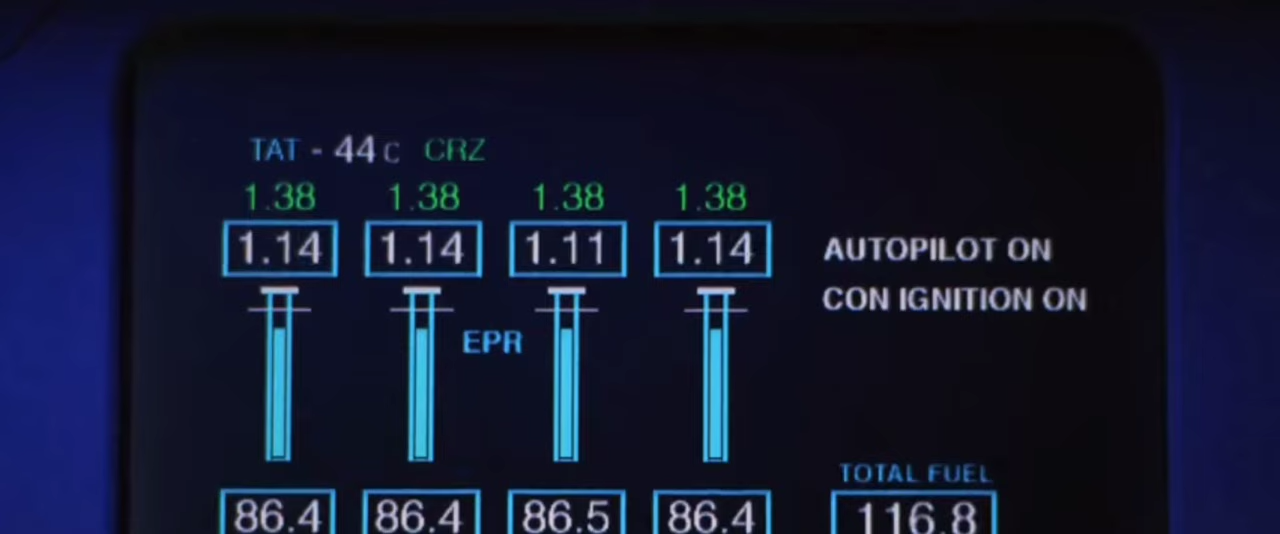 TAT - 44 C CRZ
1.38 1.38 1.38 1.38
1.14 1.14 1.11 1.14 AUTOPILOT ON
CON IGNITION ON
EPR
TOTAL FUEL
86.4 86.4 86.5 86.4 116.8